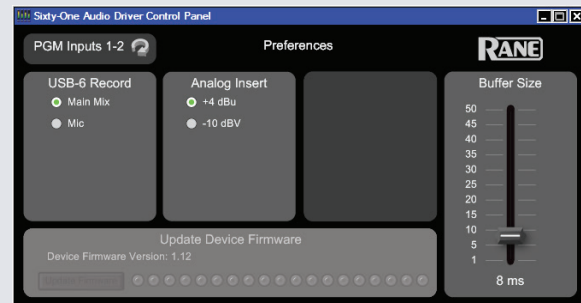 Sixty-One Audio Driver Control Panel
PGM Inputs 1-2
Preferences
RANE
USB-6 Record
Main Mix
Mic
Analog Insert
+4 dBu
-10 dBV
Buffer Size
50
45
40
35
30
25
20
15
10
5
1
8 ms
Update Device Firmware
Device Firmware Version: 1.12
Update Firmware